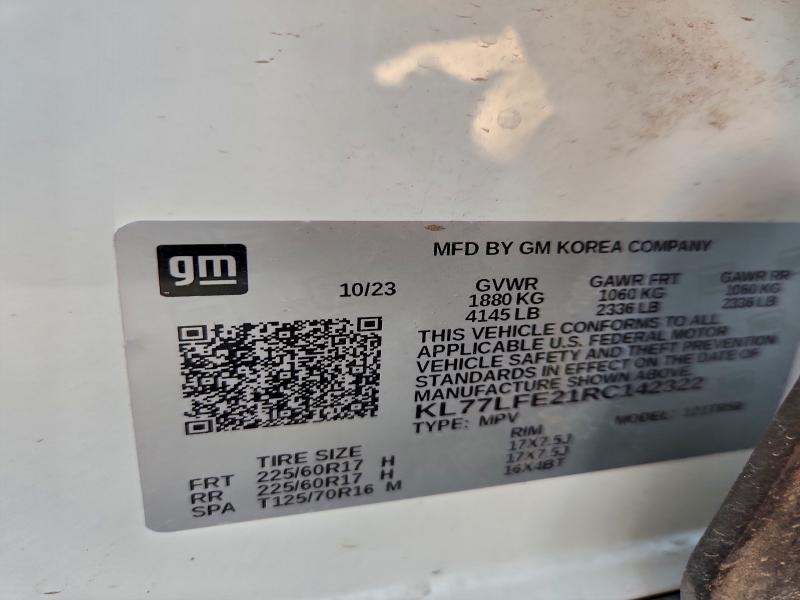 gm
MFD BY GM KOREA COMPANY
10/23
GVWR GAWR FRT GAWR RR
1880 KG 1060 KG 1060 KG
4145 LB 2336 LB 2336 LB
THIS VEHICLE CONFORMS TO ALL
APPLICABLE U.S. FEDERAL MOTOR
VEHICLE SAFETY AND THEFT PREVENTION
STANDARDS IN EFFECT ON THE DATE OF
MANUFACTURE SHOWN ABOVE.
KL77LFE21RC142322
TYPE: MPV MODEL:
TIRE SIZE RIM
FRT 225/60R17 H 17X7.5J
RR 225/60R17 H 17X7.5J
SPA T125/70R16 M 16X4BT